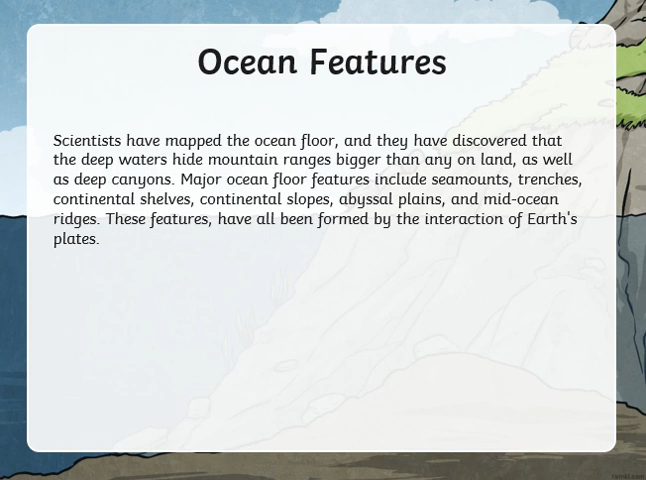 Ocean Features
Scientists have mapped the ocean floor, and they have discovered that
the deep waters hide mountain ranges bigger than any on land, as well
as deep canyons. Major ocean floor features include seamounts, trenches,
continental shelves, continental slopes, abyssal plains, and mid-ocean
ridges. These features, have all been formed by the interaction of Earth's
plates.